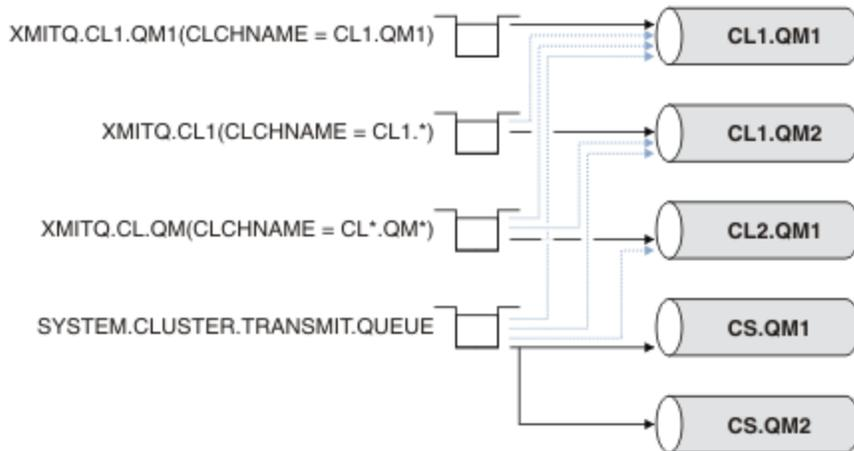 XMITQ.CL1.QM1(CLCHNAME = CL1.QM1)
CL1.QM1
XMITQ.CL1(CLCHNAME = CL1.*)
CL1.QM2
XMITQ.CL.QM(CLCHNAME = CL*.QM*)
CL2.QM1
SYSTEM.CLUSTER.TRANSMIT.QUEUE
CS.QM1
CS.QM2